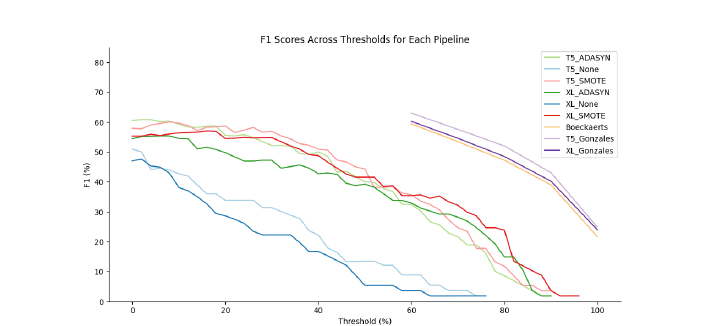 F1 Scores Across Thresholds for Each Pipeline
80
70
60
50
40
30
20
10
0
F1 (%)
0
20
40
60
80
100
Threshold (%)
T5_ADASYN
T5_None
T5_SMOTE
XL_ADASYN
XL_None
XL_SMOTE
Boeckaerts
T5_Gonzales
XL_Gonzales